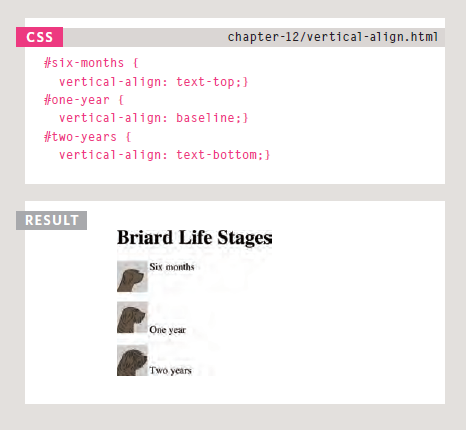 CSS
chapter-12/vertical-align.html
#six-months {
vertical-align: text-top;}
#one-year {
vertical-align: baseline;}
#two-years {
vertical-align: text-bottom;}
RESULT
Briard Life Stages
Six months
One year
Two years